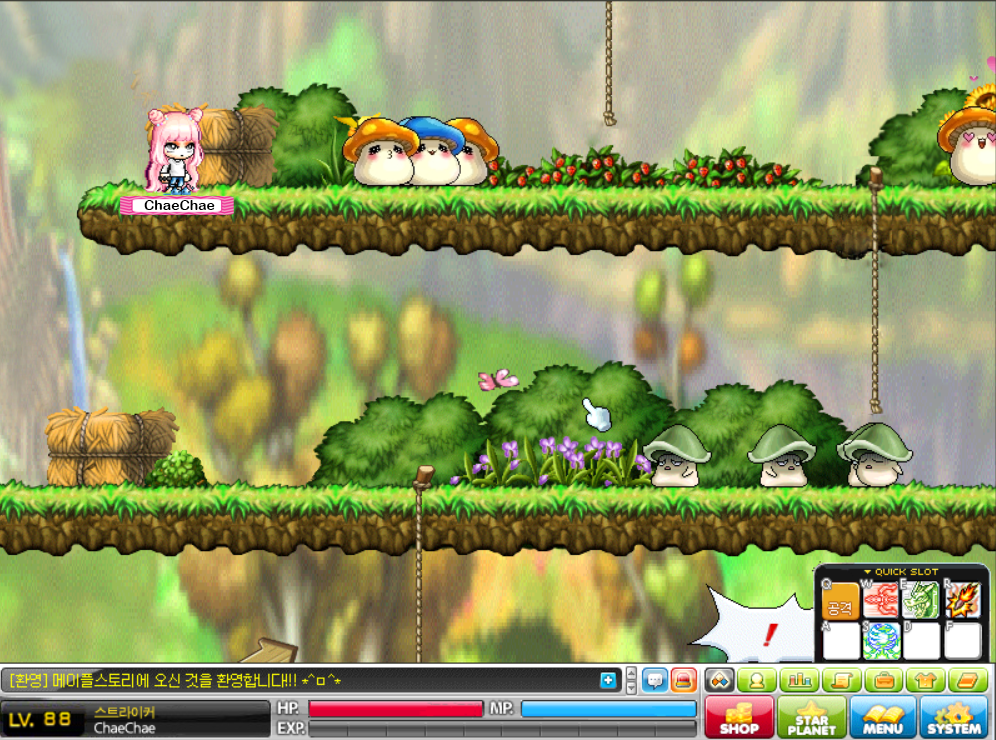 ChaeChae
QUICK SLOT
Q W E R
공격
A S D F
!
[환영] 메이플스토리에 오신 것을 환영합니다!! *^ㅁ^*
LV. 88
스트라이커
ChaeChae
HP.
MP.
EXP.
SHOP
STAR PLANET
MENU
SYSTEM